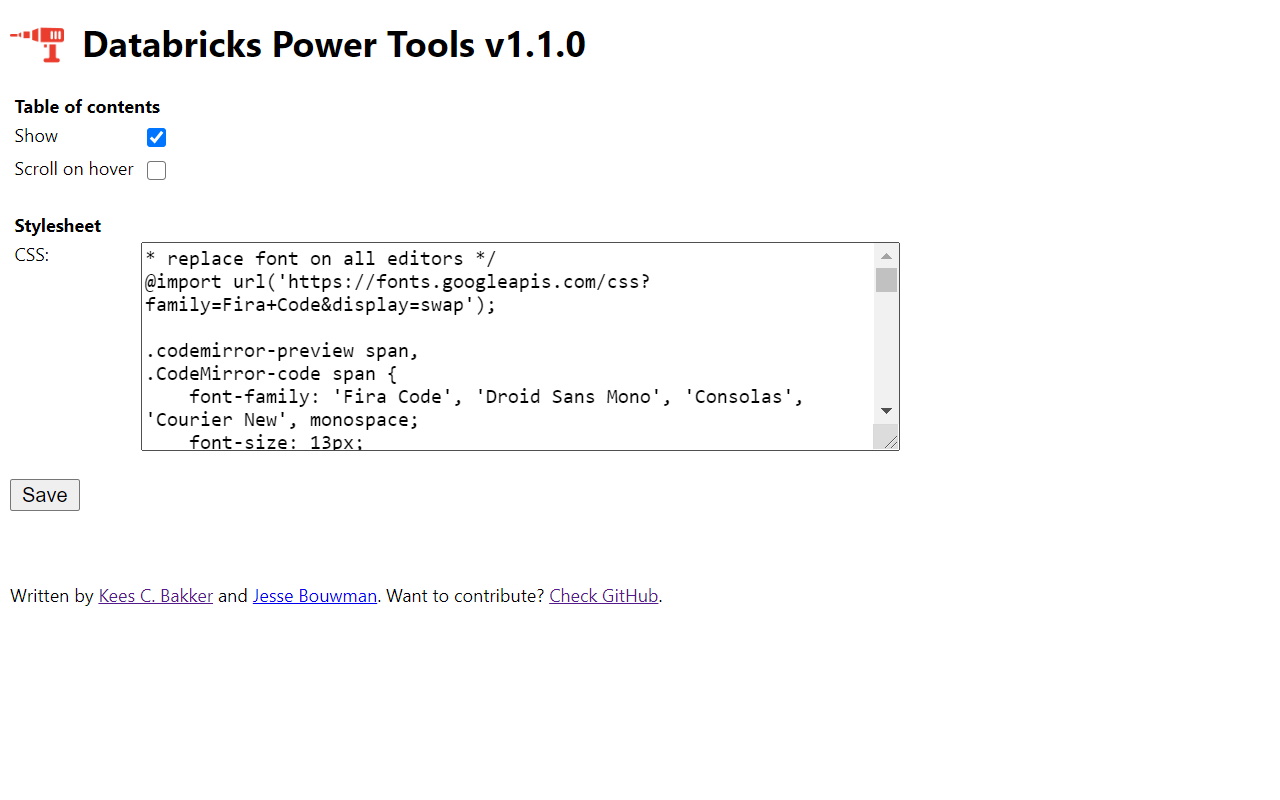 Databricks Power Tools v1.1.0
Table of contents
Show
Scroll on hover
Stylesheet
CSS:
* replace font on all editors */
@import url('https://fonts.googleapis.com/css?
family=Fira+Code&display=swap');
.codemirror-preview span,
.CodeMirror-code span {
    font-family: 'Fira Code', 'Droid Sans Mono', 'Consolas',
'Courier New', monospace;
    font-size: 13px;
Save
Written by Kees C. Bakker and Jesse Bouwman. Want to contribute? Check GitHub.